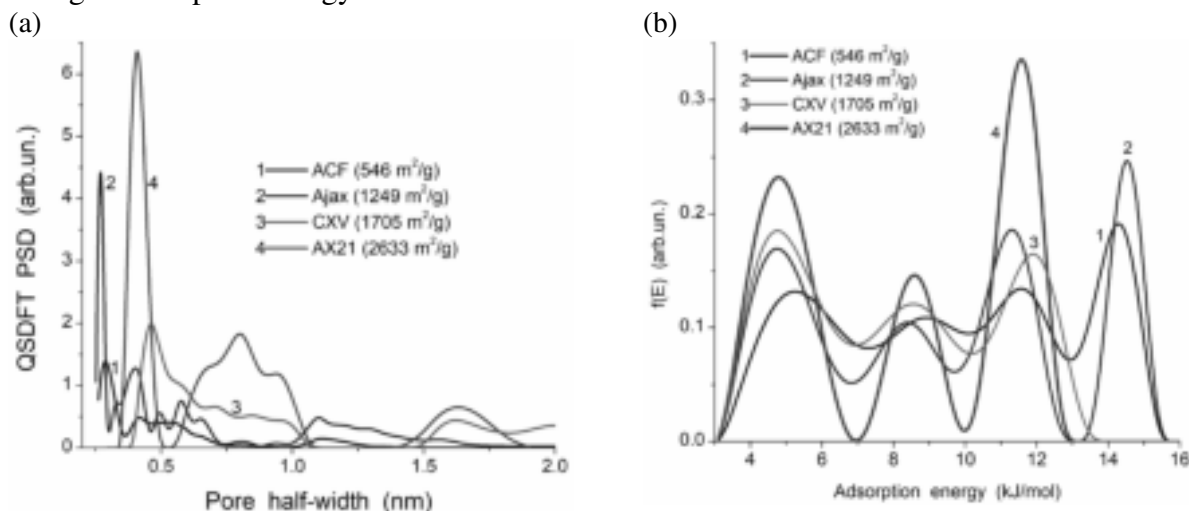 (a)
(b)
QSDFT PSD (arb.un.)
6
5
4
3
2
1
0
2
4
1
3
1 ACF (546 m²/g)
2 Ajax (1249 m²/g)
3 CXV (1705 m²/g)
4 AX21 (2633 m²/g)
0.5 1.0 1.5 2.0
Pore half-width (nm)
f(E) (arb.un.)
0.3
0.2
0.1
0.0
1 ACF (546 m²/g)
2 Ajax (1249 m²/g)
3 CXV (1705 m²/g)
4 AX21 (2633 m²/g)
4
2
1
3
4 6 8 10 12 14 16
Adsorption energy (kJ/mol)